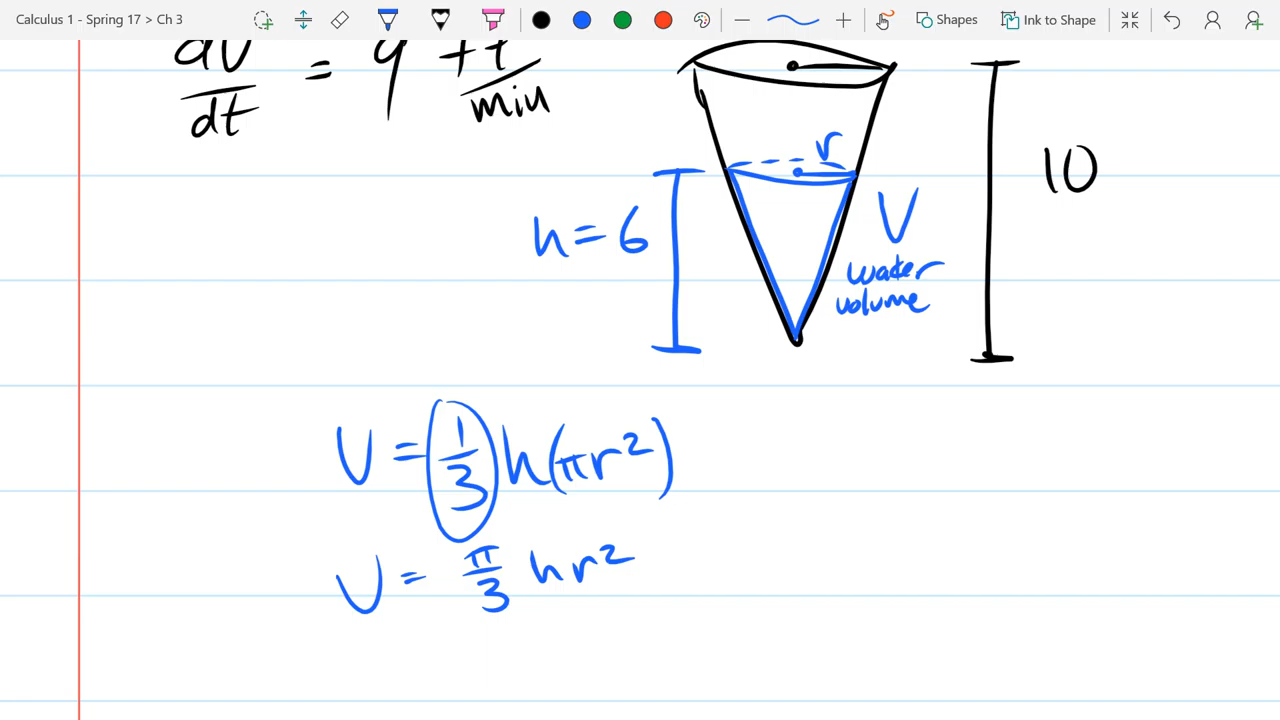 Calculus 1 - Spring 17 > Ch 3
Shapes
Ink to Shape
dV/dt = 9 ft/min
r
10
h = 6
V
water
volume
V = 1/3 h(πr²)
V = π/3 hr²